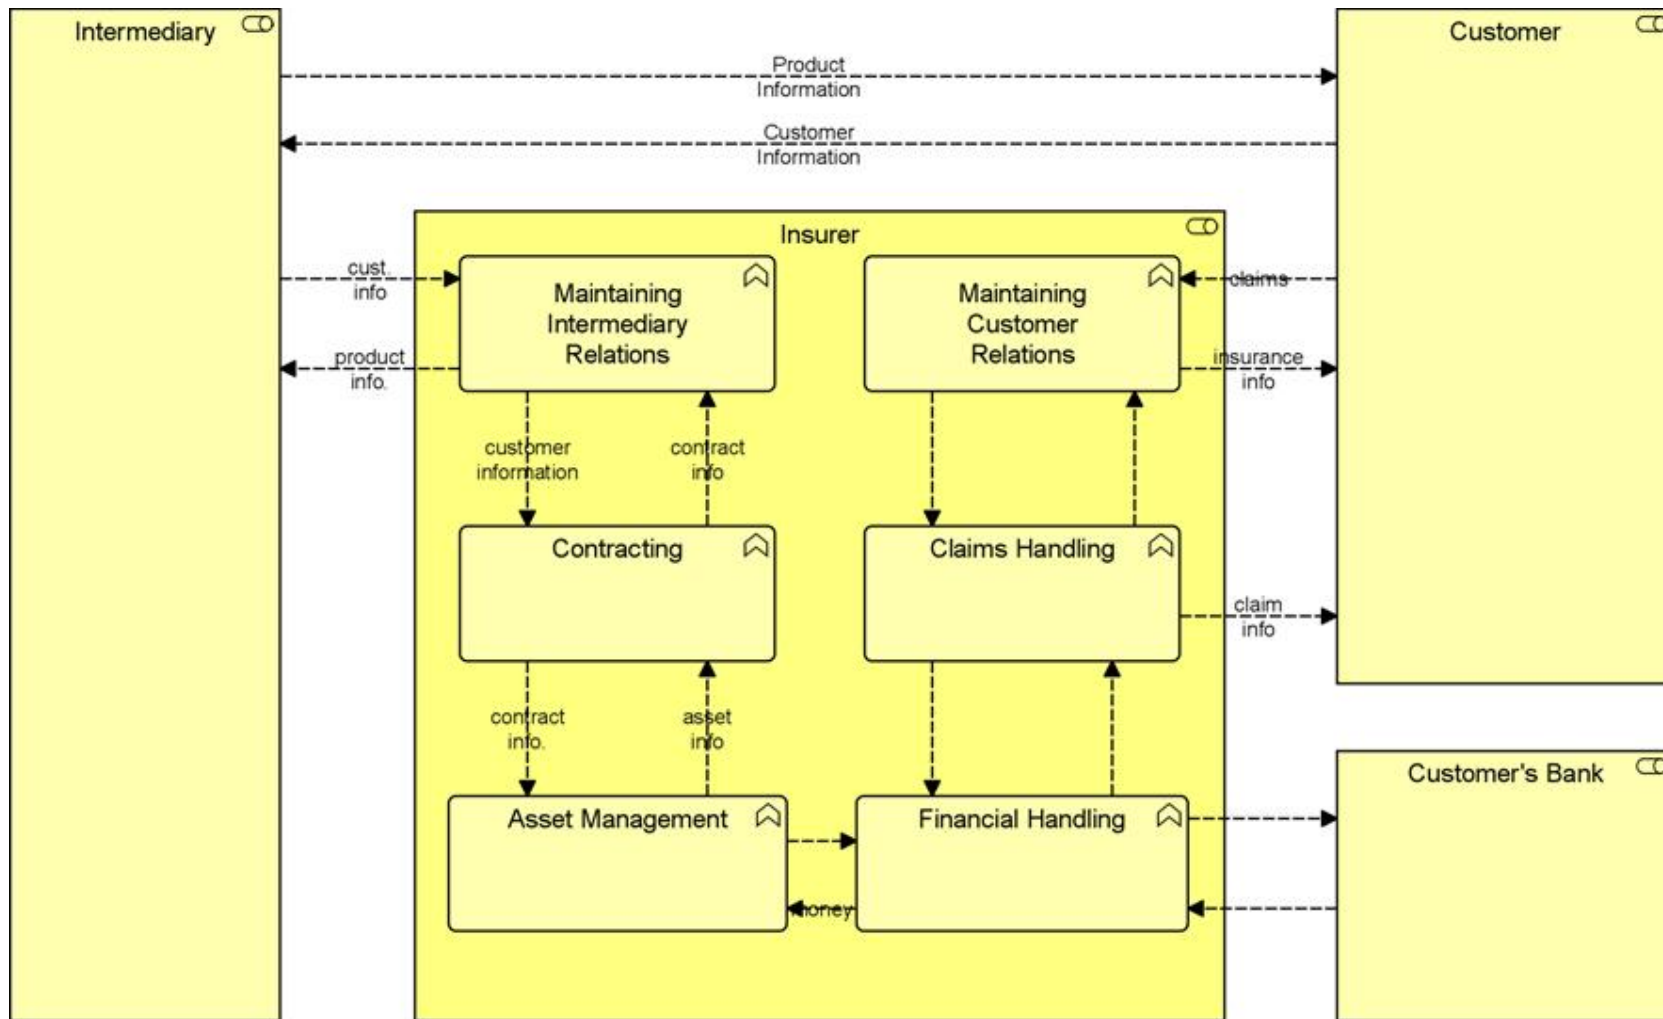 Intermediary
Customer
Product
Information
Customer
Information
Insurer
cust.
info
Maintaining
Intermediary
Relations
Maintaining
Customer
Relations
claims
product
info.
insurance
info
customer
information
contract
info
Contracting
Claims Handling
claim
info
contract
info.
asset
info
Customer's Bank
Asset Management
Financial Handling
money